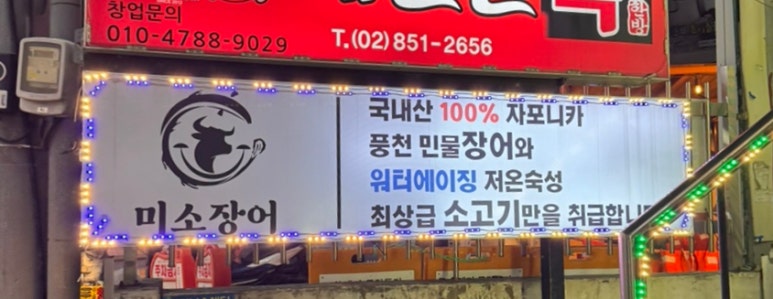 창업문의
010-4788-9029
T.(02)851-2656
한방
국내산 100% 자포니카
풍천 민물장어와
워터에이징 저온숙성
최상급 소고기만을 취급합니
미소장어